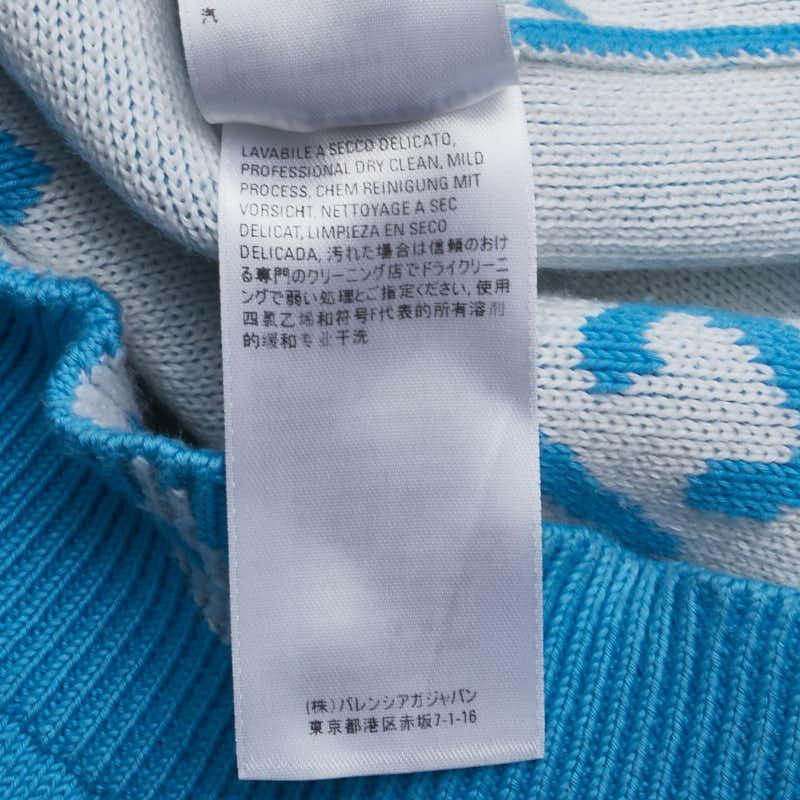 汽
LAVABILE A SECCO DELICATO,
PROFESSIONAL DRY CLEAN, MILD
PROCESS, CHEM REINIGUNG MIT
VORSICHT, NETTOYAGE A SEC
DELICAT, LIMPIEZA EN SECO
DELICADA, 汚れた場合は信頼のおけ
る専門のクリーニング店でドライクリーニ
ングで弱い処理とご指定ください, 使用
四氯乙烯和符号F代表的所有溶剂
的缓和专业干洗
(株) バレンシアガジャパン
東京都港区赤坂7-1-16